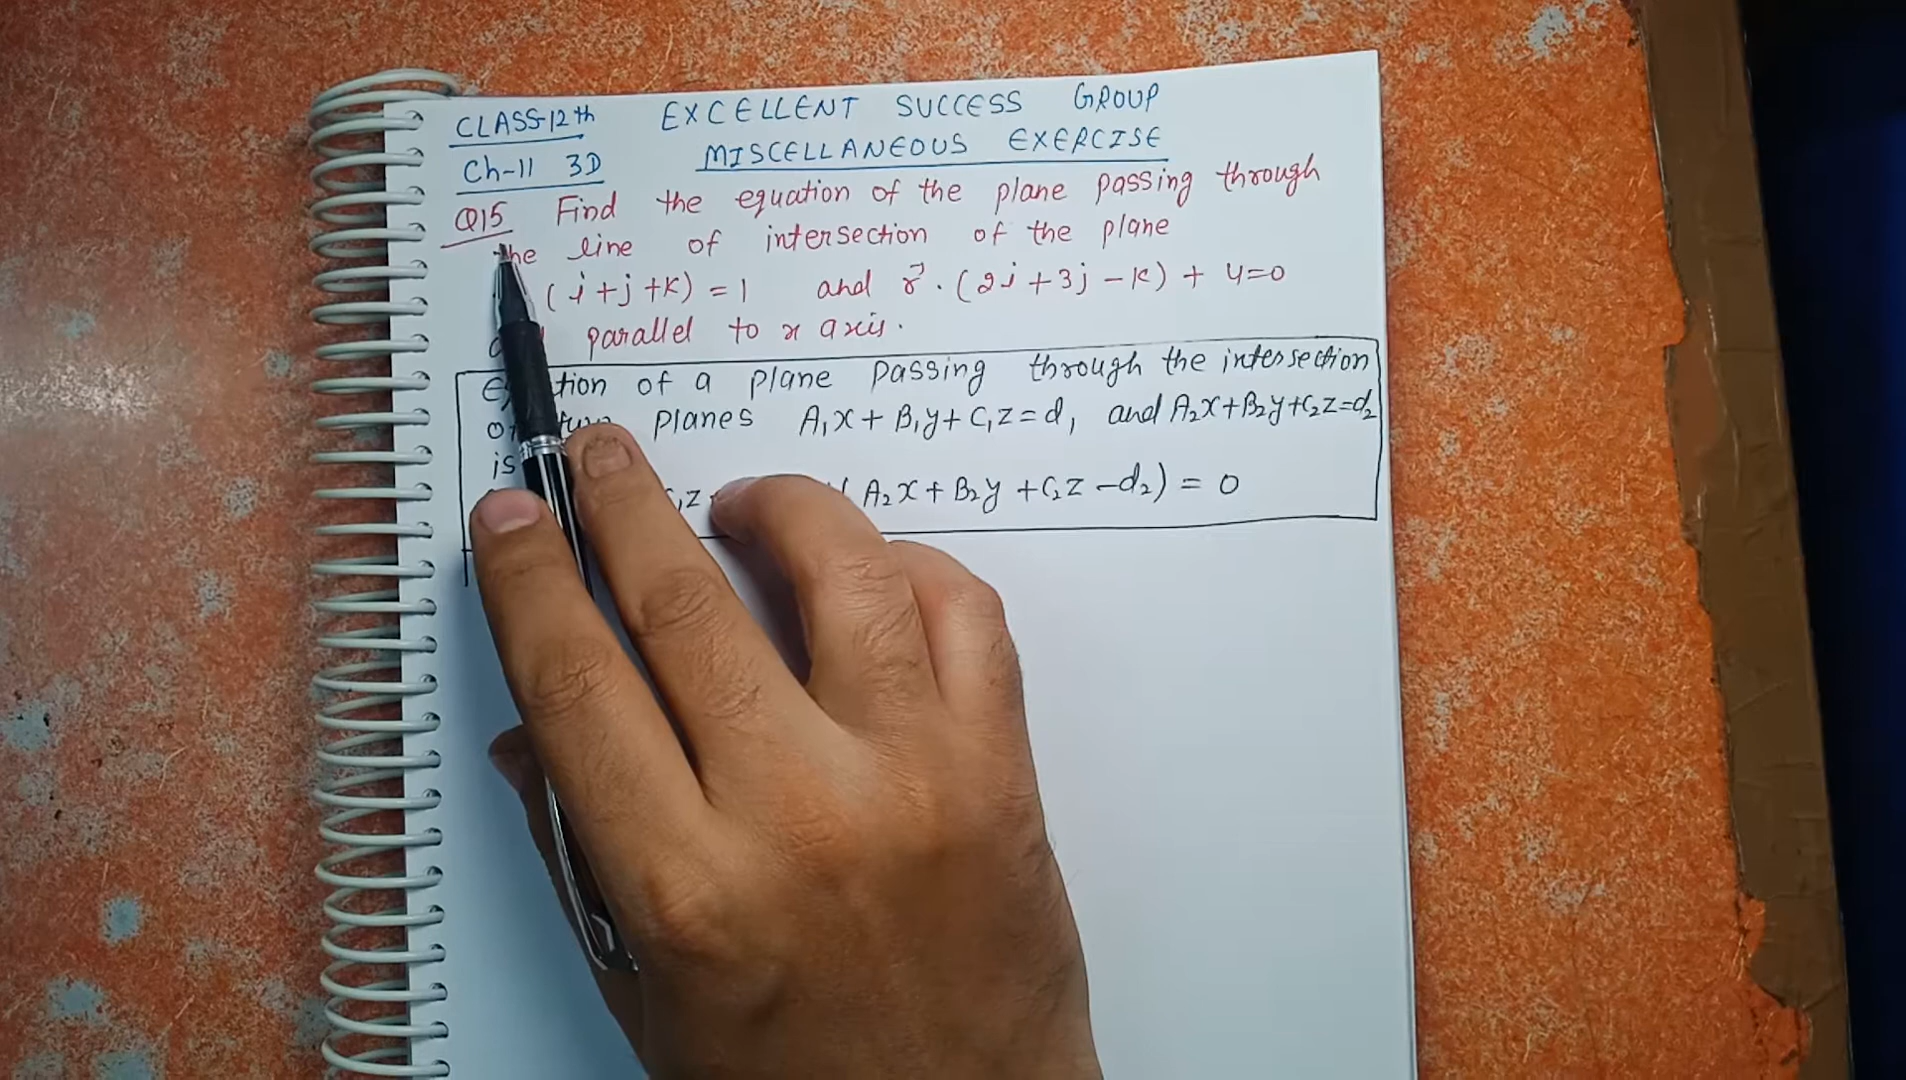 CLASS-12th EXCELLENT SUCCESS GROUP
Ch-11 3D MISCELLANEOUS EXERCISE
Q15 Find the equation of the plane passing through
the line of intersection of the plane
(i+j+k) = 1 and r⃗.(2i+3j-k) + 4=0
parallel to x axis.
of a plane passing through the intersection
planes A₁x + B₁y + C₁z = d₁ and A₂x+B₂y+C₂z=d₂
is
A₂x + B₂y + C₂z - d₂) = 0